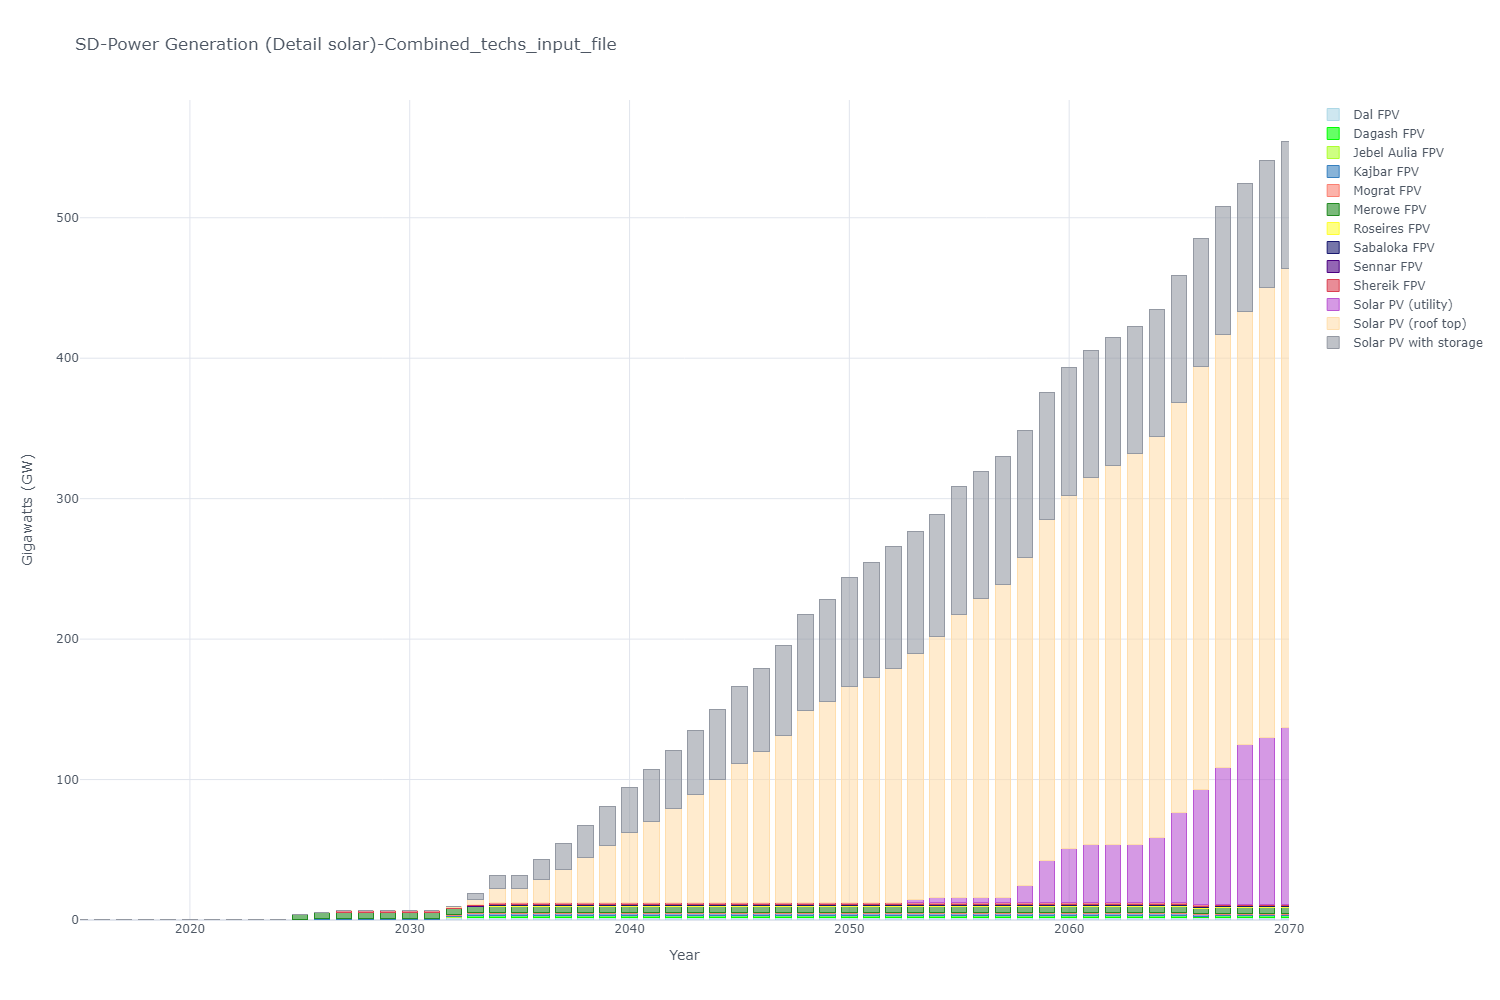 SD-Power Generation (Detail solar)-Combined_techs_input_file
Dal FPV
Dagash FPV
Jebel Aulia FPV
Kajbar FPV
Mograt FPV
Merowe FPV
Roseires FPV
Sabaloka FPV
Sennar FPV
Shereik FPV
Solar PV (utility)
Solar PV (roof top)
Solar PV with storage
500
400
300
200
100
0
Gigawatts (GW)
2020
2030
2040
2050
2060
2070
Year